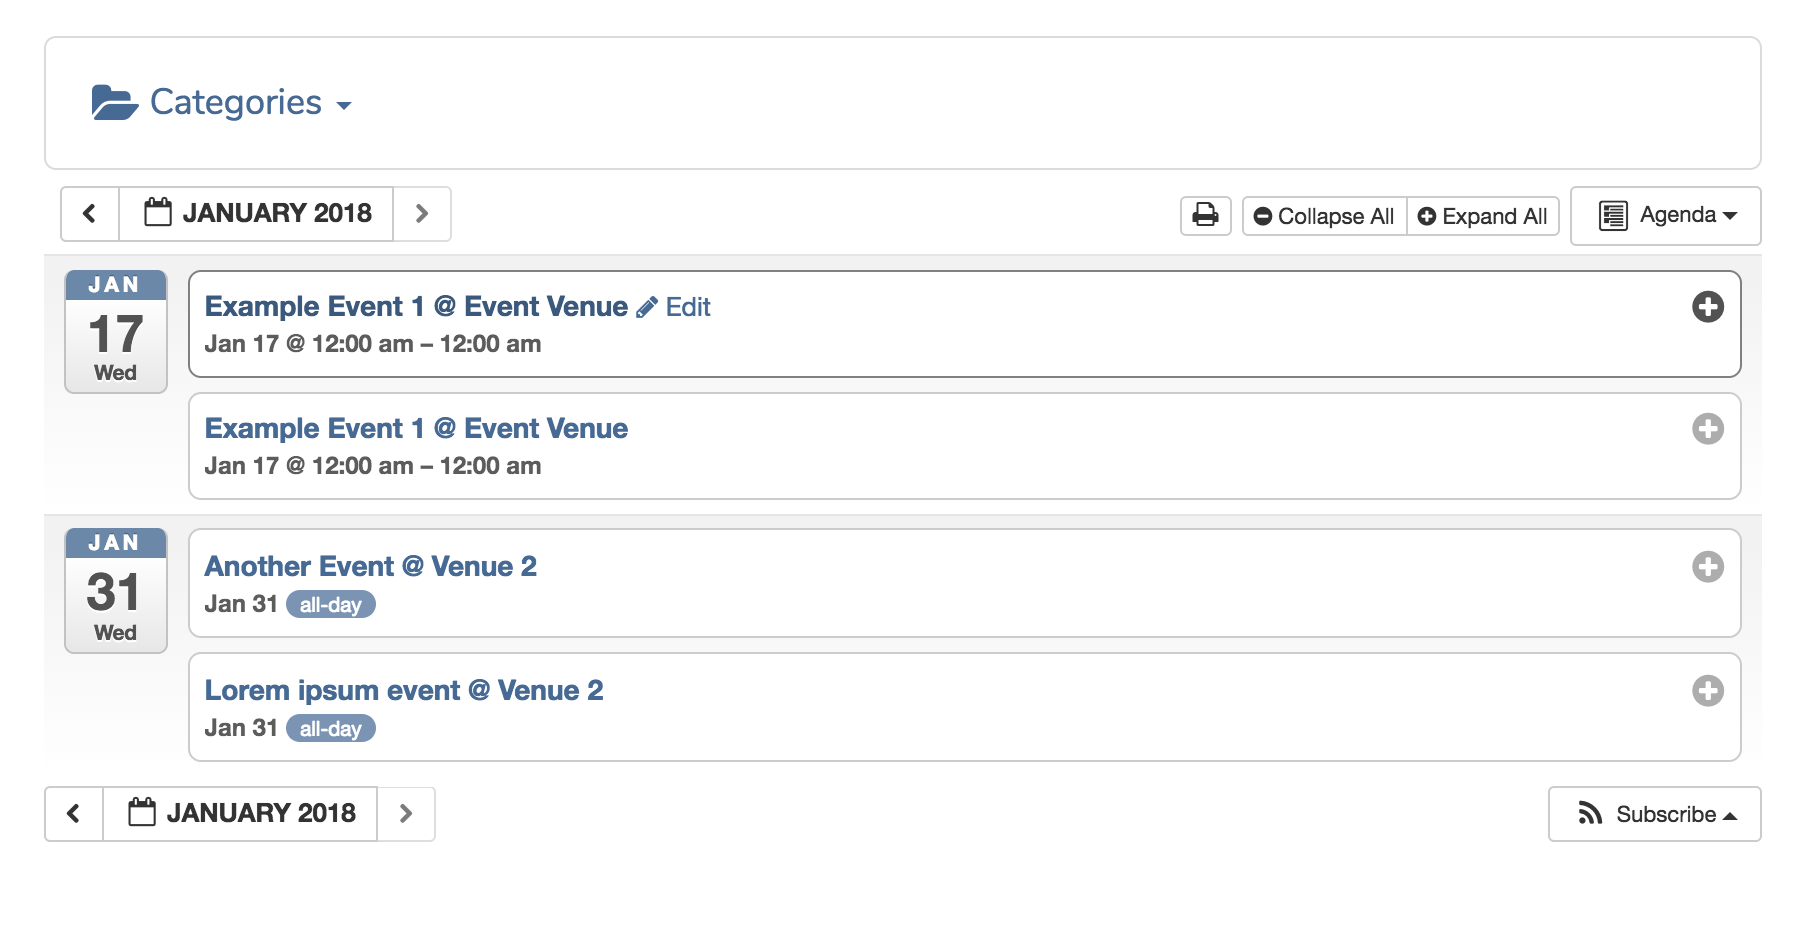 Categories
JANUARY 2018
Collapse All
Expand All
Agenda
JAN
17
Wed
Example Event 1 @ Event Venue Edit
Jan 17 @ 12:00 am – 12:00 am
Example Event 1 @ Event Venue
Jan 17 @ 12:00 am – 12:00 am
JAN
31
Wed
Another Event @ Venue 2
Jan 31 all-day
Lorem ipsum event @ Venue 2
Jan 31 all-day
JANUARY 2018
Subscribe